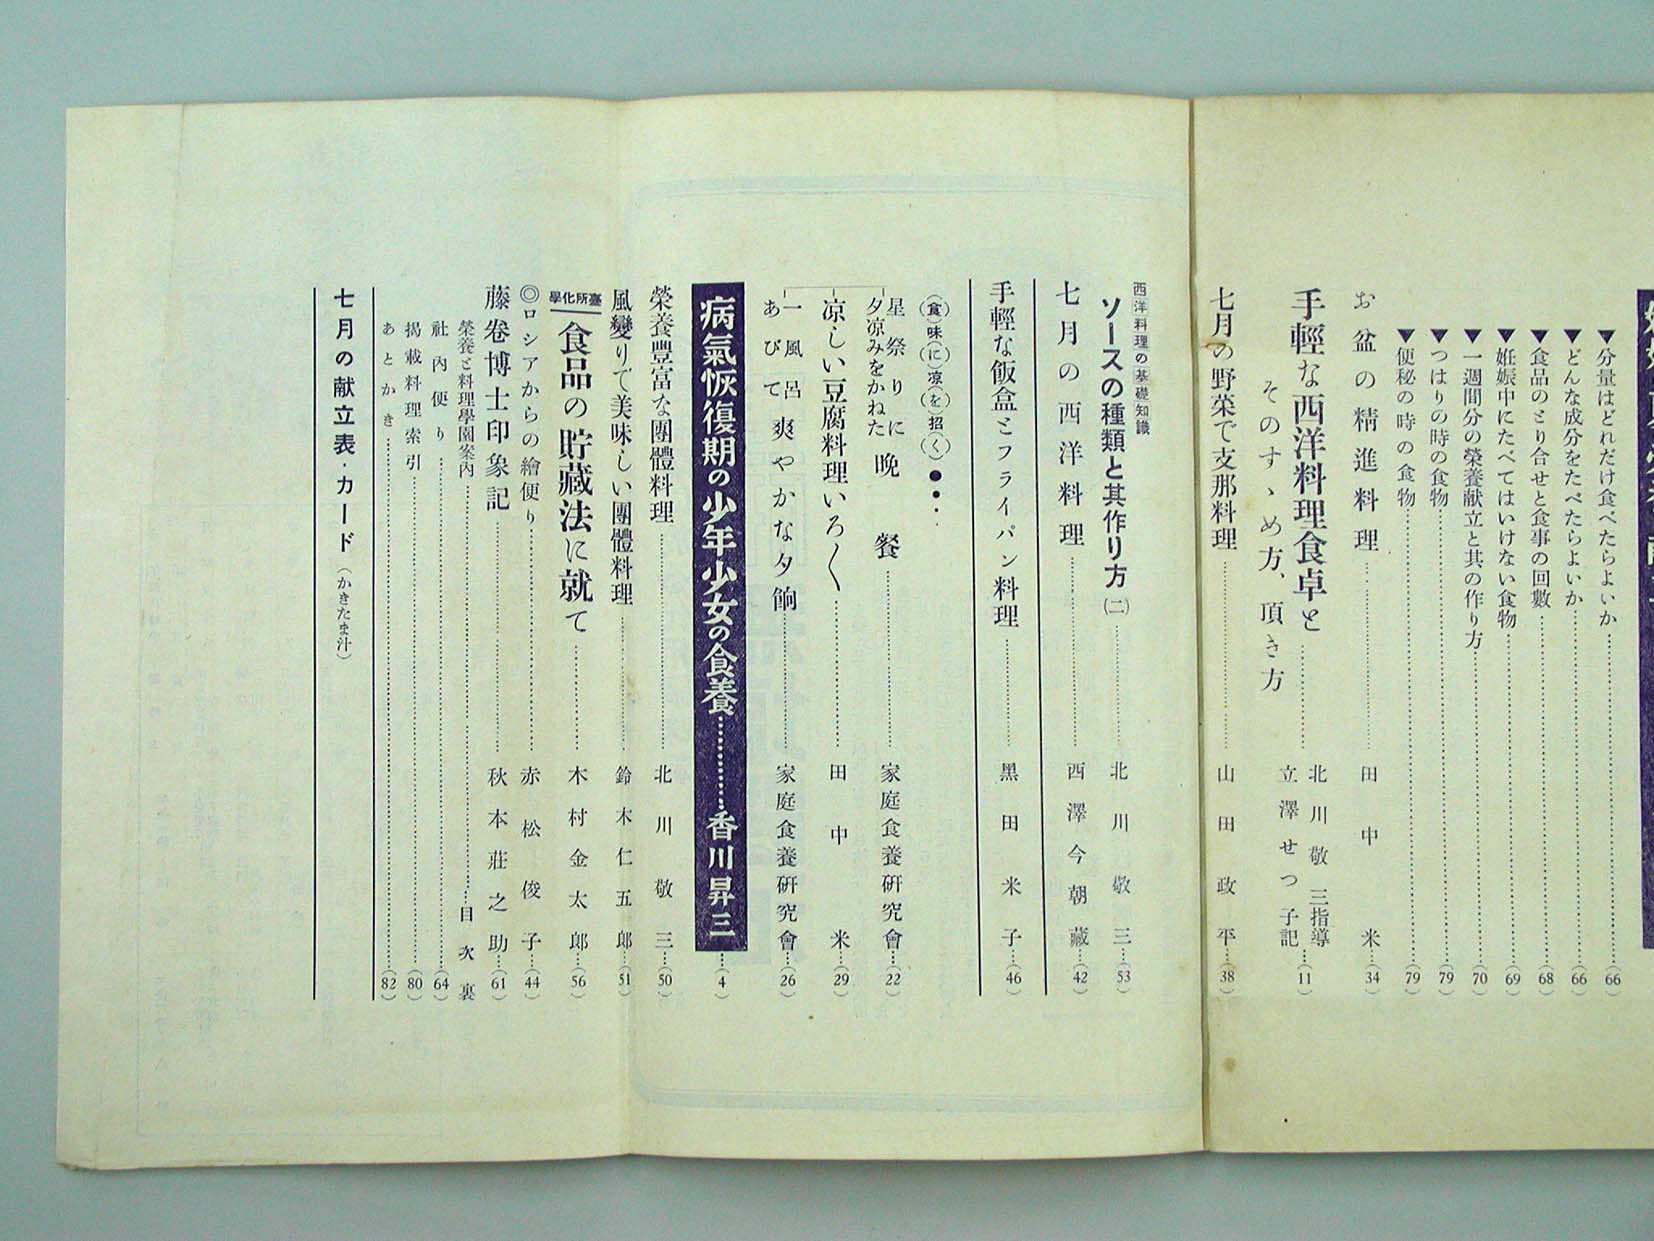 ▼分量はどれだけ食べたらよいか……(66)
▼どんな成分をたべたらよいか……(66)
▼食品のとり合せと食事の回數……(68)
▼姙娠中にたべてはいけない食物……(69)
▼一週間分の榮養献立と其の作り方……(70)
▼つはりの時の食物……(79)
▼便秘の時の食物……(79)
お盆の精進料理……田中米…(34)
手輕な西洋料理食卓と……北川敬三指導…(11)
そのすゝめ方、頂き方 立澤せつ子記
七月の野菜で支那料理……山田政平…(38)
西洋料理の基礎知識
ソースの種類と其作り方(二)……北川敬三…(53)
七月の西洋料理……西澤今朝藏…(42)
手輕な飯盒とフライパン料理……黑田米子…(46)
(食)味(に)凉(を)招(く)●●・・
星祭りに
夕凉みをかねた 晩餐……家庭食養硏究會…(22)
凉しい豆腐料理いろ〱……田中米…(29)
一風呂
あびて 爽やかな夕餉……家庭食養硏究會…(26)
病氣恢復期の少年少女の食養……香川昇三…(4)
榮養豐富な團體料理……北川敬三…(50)
風變りで美味しい團體料理……鈴木仁五郎…(51)
臺所化學
食品の貯藏法に就て……木村金太郎…(56)
◎ロシアからの繪便り……赤松俊子…(44)
藤卷博士印象記……秋本莊之助…(61)
榮養と料理學園案內……目次裏
社內便り……(64)
揭載料理索引……(80)
あとかき……(82)
七月の献立表・カード(かきたま汁)